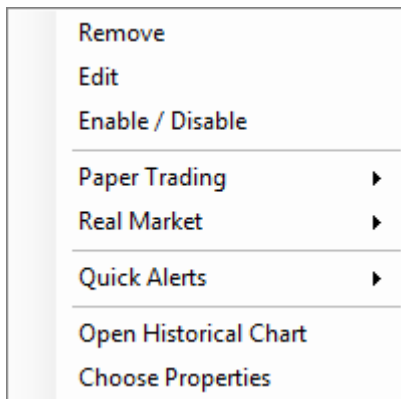 Remove
Edit
Enable / Disable
Paper Trading
Real Market
Quick Alerts
Open Historical Chart
Choose Properties